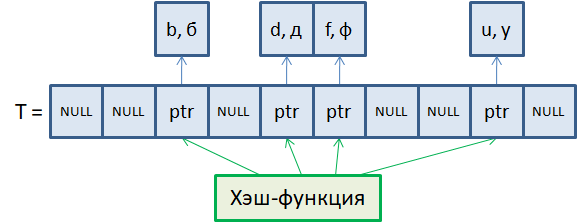 b, б d, д f, ф u, у
T = NULL NULL ptr NULL ptr ptr NULL NULL ptr NULL
Хэш-функция